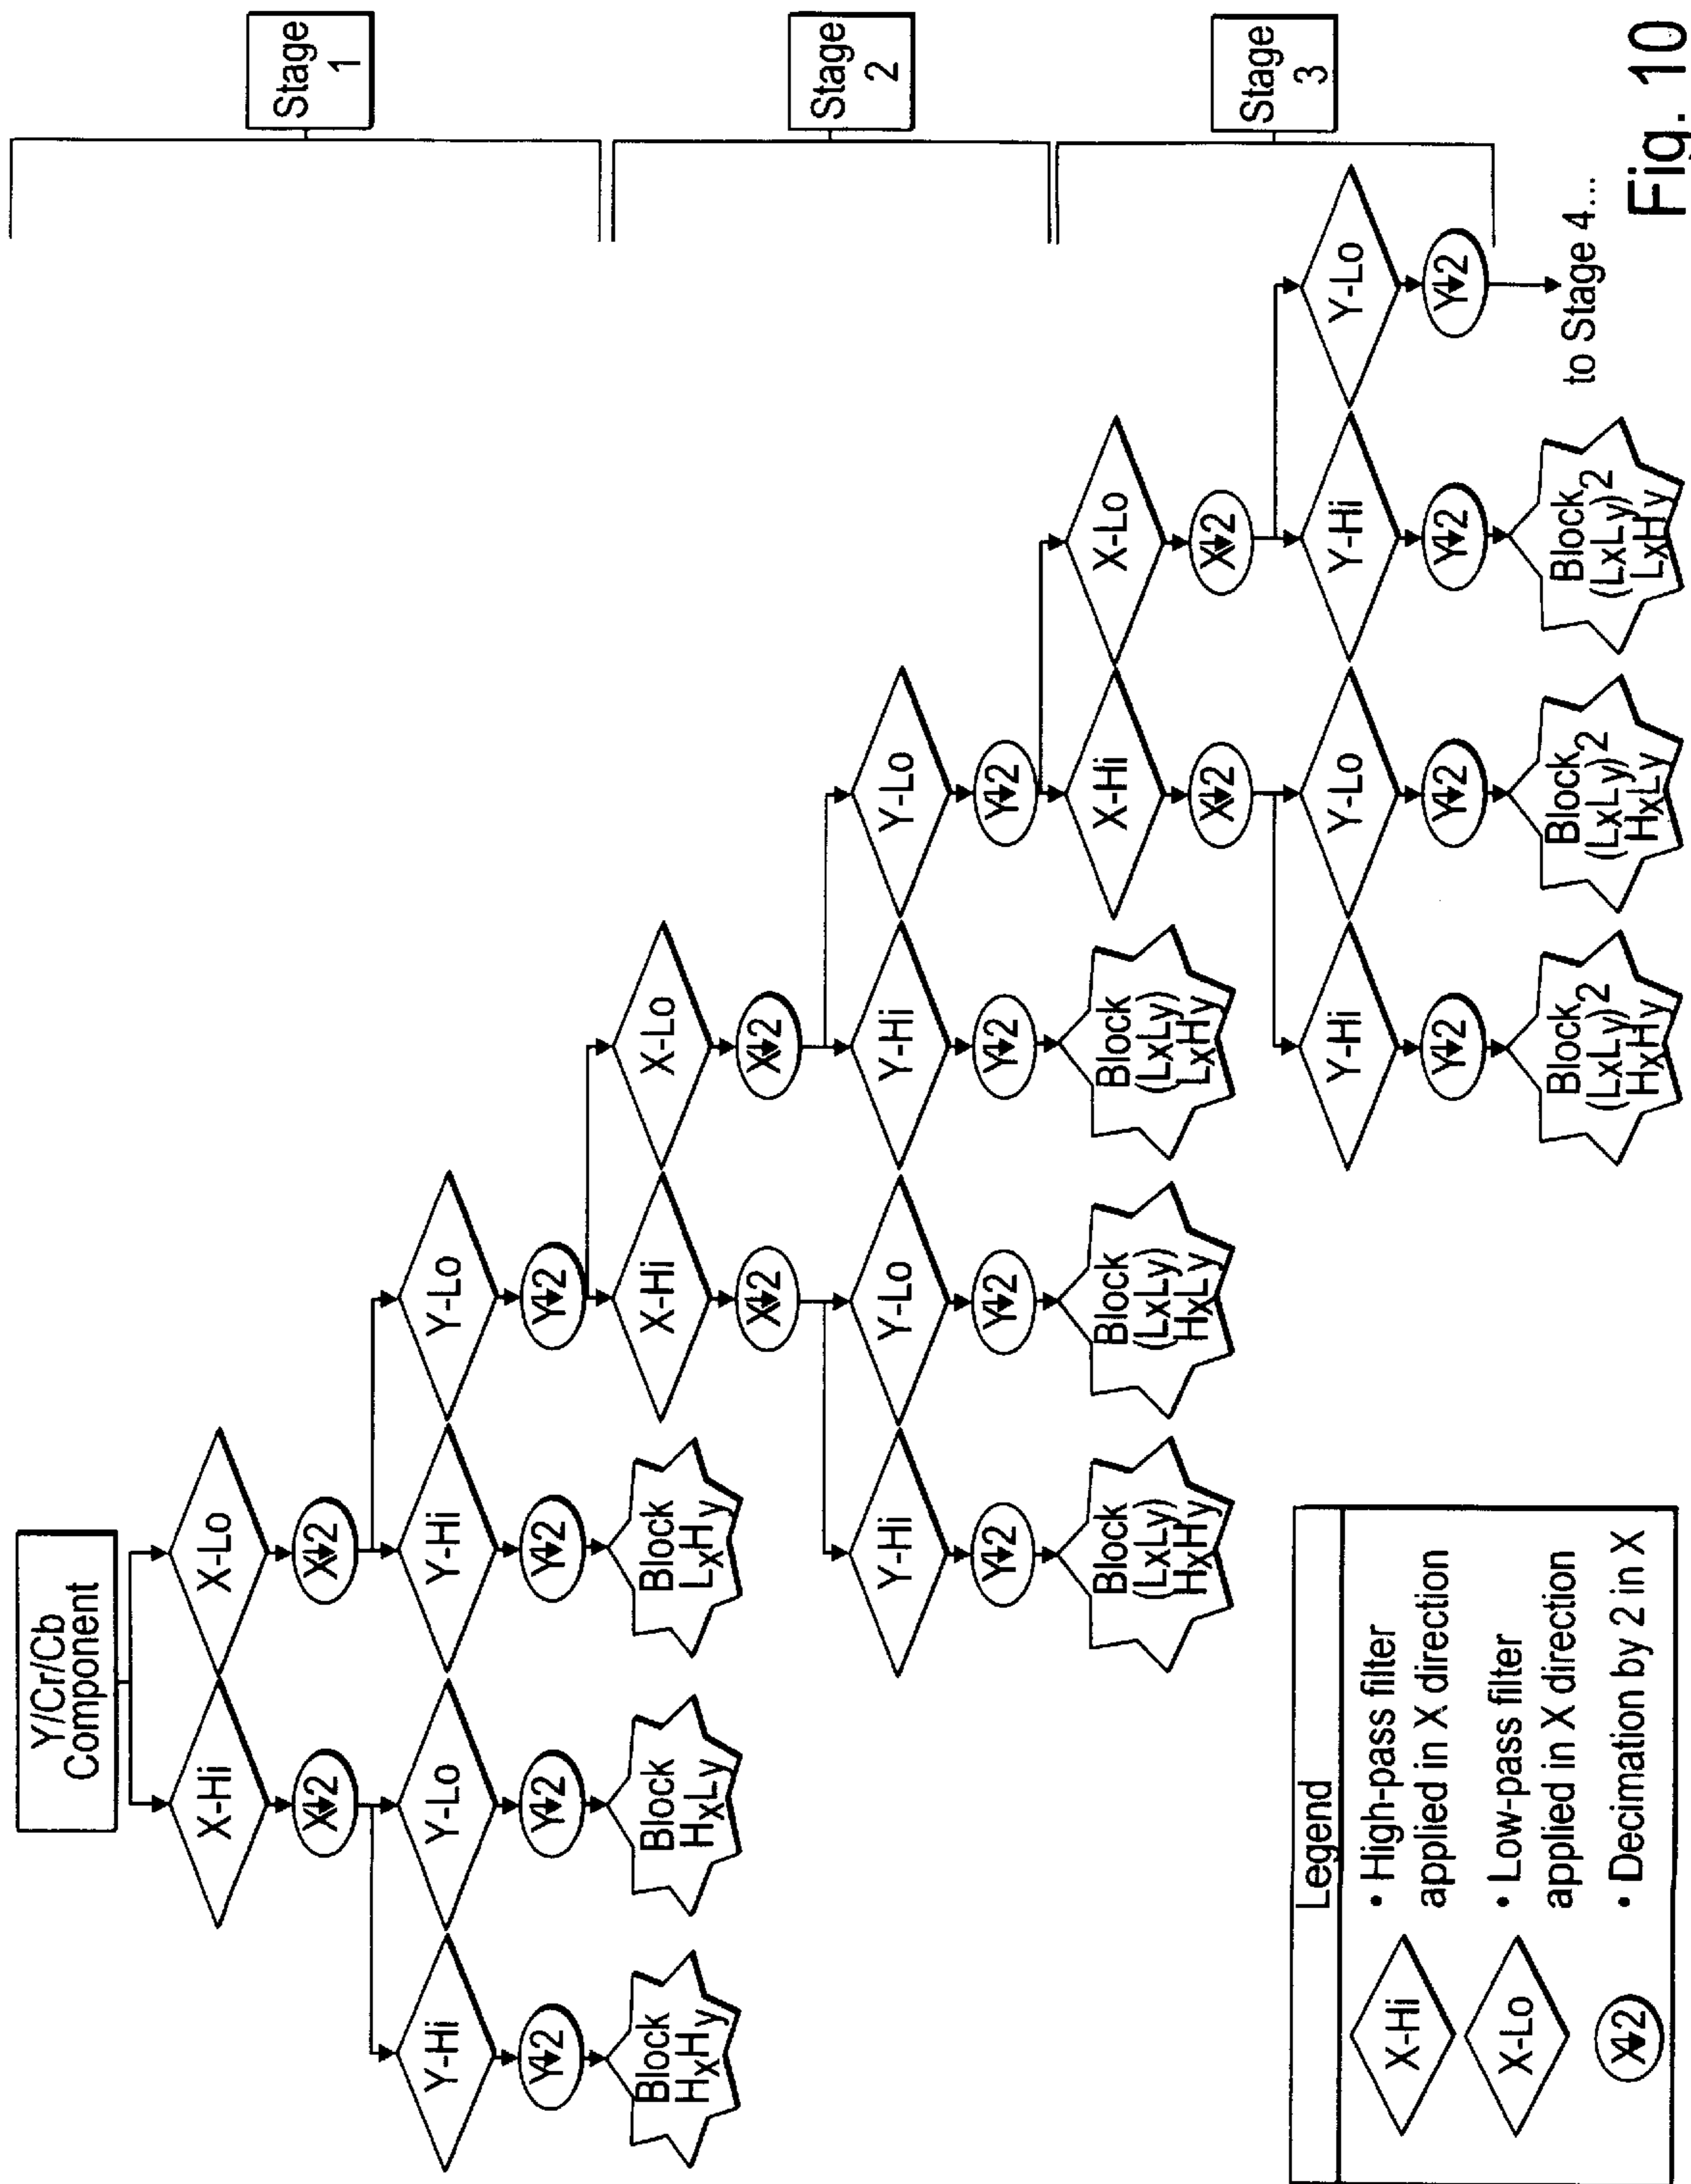 Y/Cr/Cb
Component
X-Hi
X-Lo
X↓2
X↓2
Y-Hi
Y-Lo
Y-Hi
Y-Lo
Y↓2
Y↓2
Y↓2
Y↓2
Block
HxHy
Block
HxLy
Block
LxHy
Stage
1
X-Hi
X-Lo
X↓2
X↓2
Y-Hi
Y-Lo
Y-Hi
Y-Lo
Y↓2
Y↓2
Y↓2
Y↓2
Block
(LxLy)
HxHy
Block
(LxLy)
HxLy
Block
(LxLy)
LxHy
Stage
2
X-Hi
X-Lo
X↓2
X↓2
Y-Hi
Y-Lo
Y-Hi
Y-Lo
Y↓2
Y↓2
Y↓2
Y↓2
Block
(LxLy)2
HxHy
Block
(LxLy)2
HxLy
Block
(LxLy)2
LxHy
to Stage 4...
Stage
3
Legend
X-Hi
• High-pass filter
applied in X direction
X-Lo
• Low-pass filter
applied in X direction
X↓2
• Decimation by 2 in X
Fig. 10